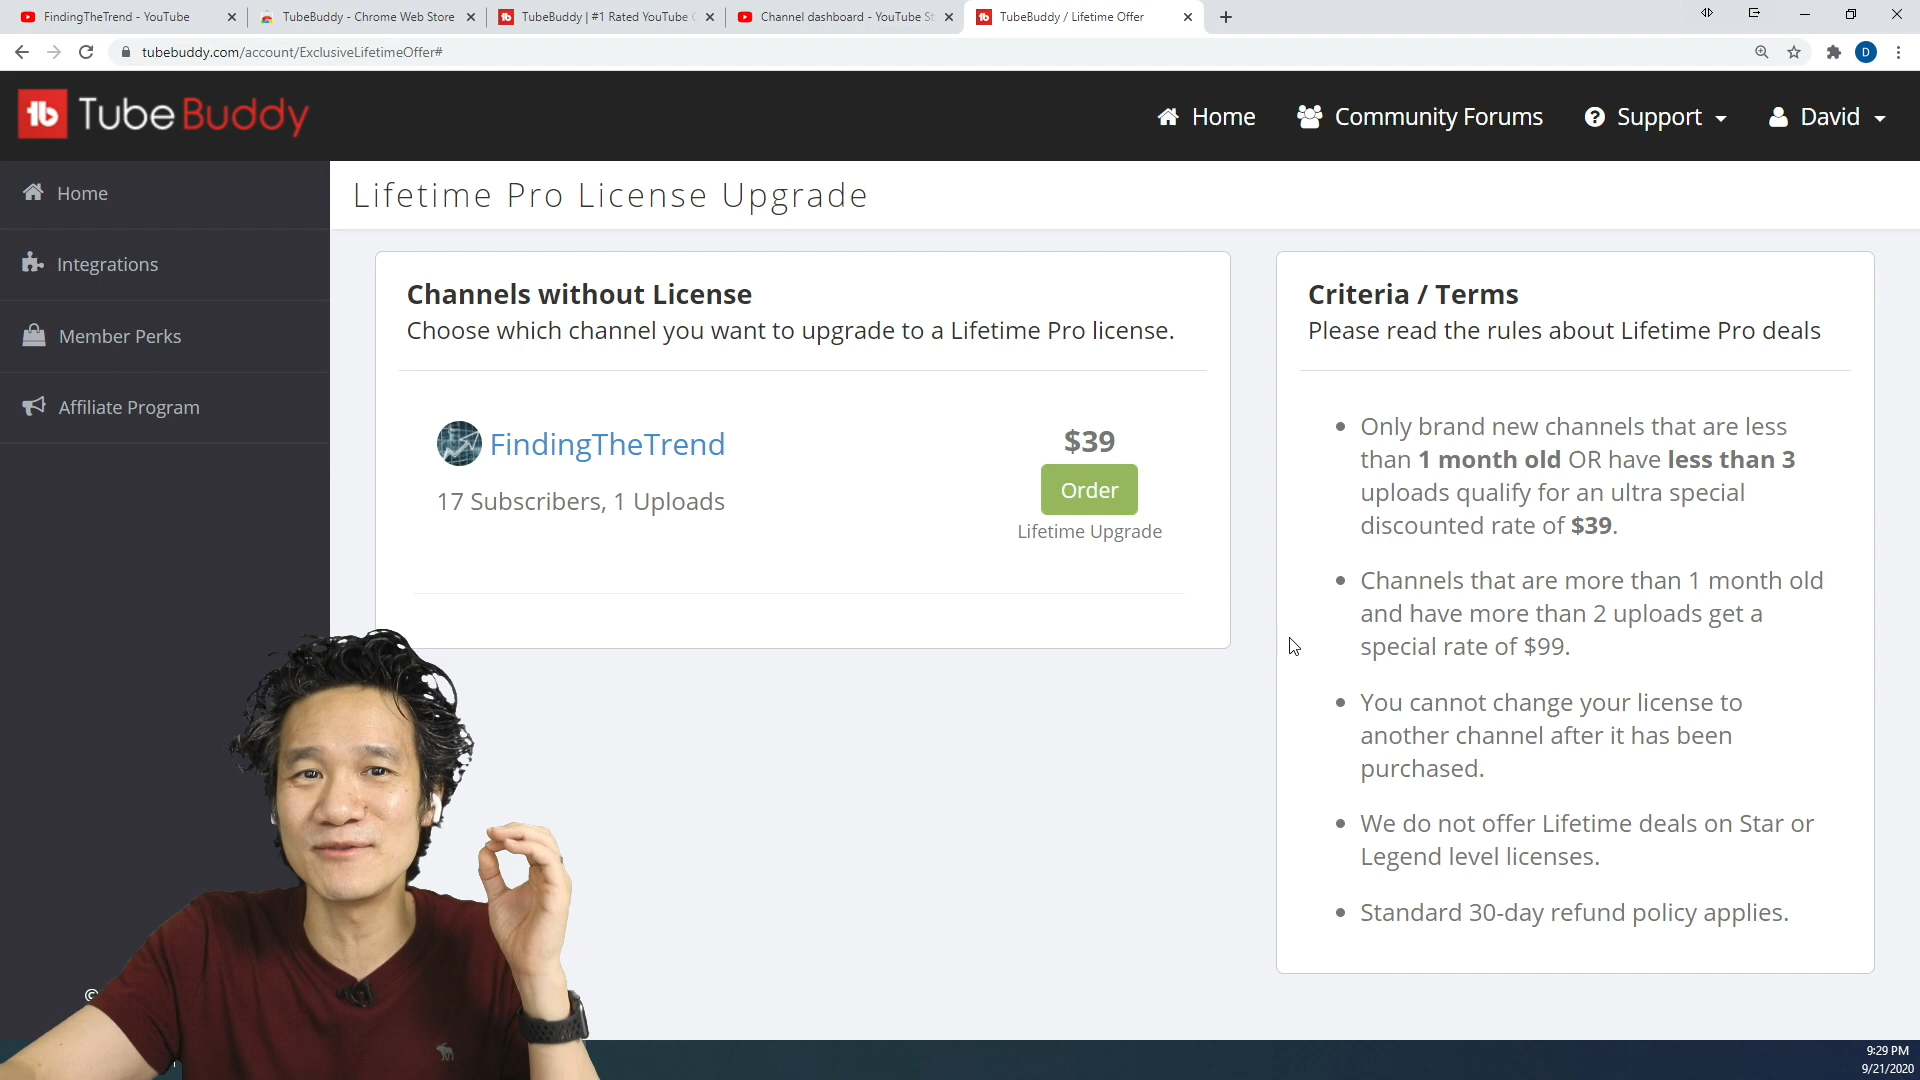 FindingTheTrend - YouTube
TubeBuddy - Chrome Web Store
TubeBuddy | #1 Rated YouTube
Channel dashboard - YouTube St
TubeBuddy / Lifetime Offer
tubebuddy.com/account/ExclusiveLifetimeOffer#
D
tb TubeBuddy
Home
Community Forums
Support
David
Home
Integrations
Member Perks
Affiliate Program
Lifetime Pro License Upgrade
Channels without License
Choose which channel you want to upgrade to a Lifetime Pro license.
FindingTheTrend
17 Subscribers, 1 Uploads
$39
Order
Lifetime Upgrade
Criteria / Terms
Please read the rules about Lifetime Pro deals
• Only brand new channels that are less
than 1 month old OR have less than 3
uploads qualify for an ultra special
discounted rate of $39.
• Channels that are more than 1 month old
and have more than 2 uploads get a
special rate of $99.
• You cannot change your license to
another channel after it has been
purchased.
• We do not offer Lifetime deals on Star or
Legend level licenses.
• Standard 30-day refund policy applies.
©
9:29 PM
9/21/2020